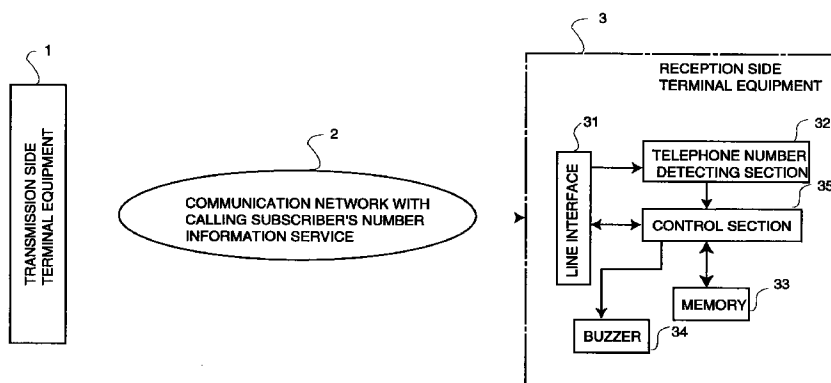 1
TRANSMISSION SIDE
TERMINAL EQUIPMENT
2
COMMUNICATION NETWORK WITH
CALLING SUBSCRIBER'S NUMBER
INFORMATION SERVICE
3
RECEPTION SIDE
TERMINAL EQUIPMENT
31
LINE INTERFACE
32
TELEPHONE NUMBER
DETECTING SECTION
35
CONTROL SECTION
MEMORY
33
BUZZER
34